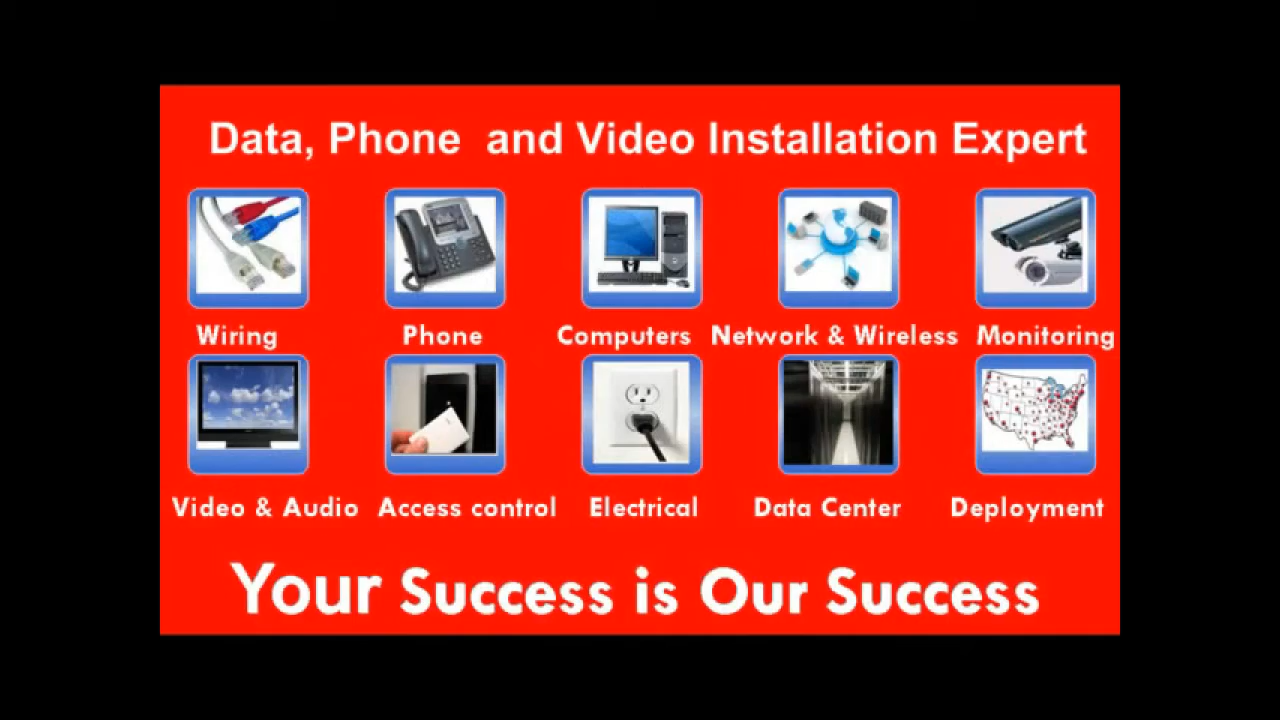 Data, Phone and Video Installation Expert
Wiring Phone Computers Network & Wireless Monitoring
Video & Audio Access control Electrical Data Center Deployment
Your Success is Our Success